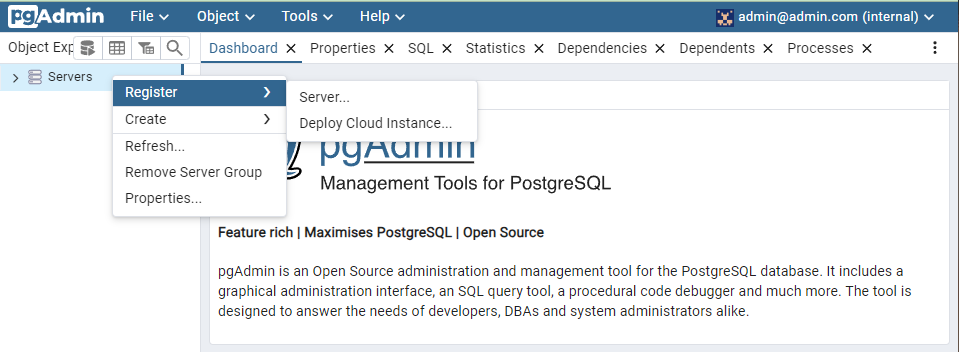 pgAdmin File Object Tools Help admin@admin.com (internal)
Object Exp Dashboard Properties SQL Statistics Dependencies Dependents Processes
Servers
Register
Server...
Create
Deploy Cloud Instance...
Refresh...
Remove Server Group
Properties...
pgAdmin
Management Tools for PostgreSQL
Feature rich | Maximises PostgreSQL | Open Source
pgAdmin is an Open Source administration and management tool for the PostgreSQL database. It includes a
graphical administration interface, an SQL query tool, a procedural code debugger and much more. The tool is
designed to answer the needs of developers, DBAs and system administrators alike.